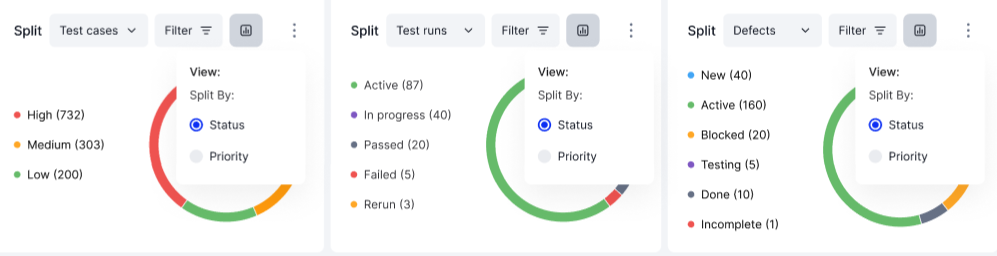 Split Test cases Filter
View:
Split By:
Status
Priority
High (732)
Medium (303)
Low (200)
Split Test runs Filter
View:
Split By:
Status
Priority
Active (87)
In progress (40)
Passed (20)
Failed (5)
Rerun (3)
Split Defects Filter
View:
Split By:
Status
Priority
New (40)
Active (160)
Blocked (20)
Testing (5)
Done (10)
Incomplete (1)